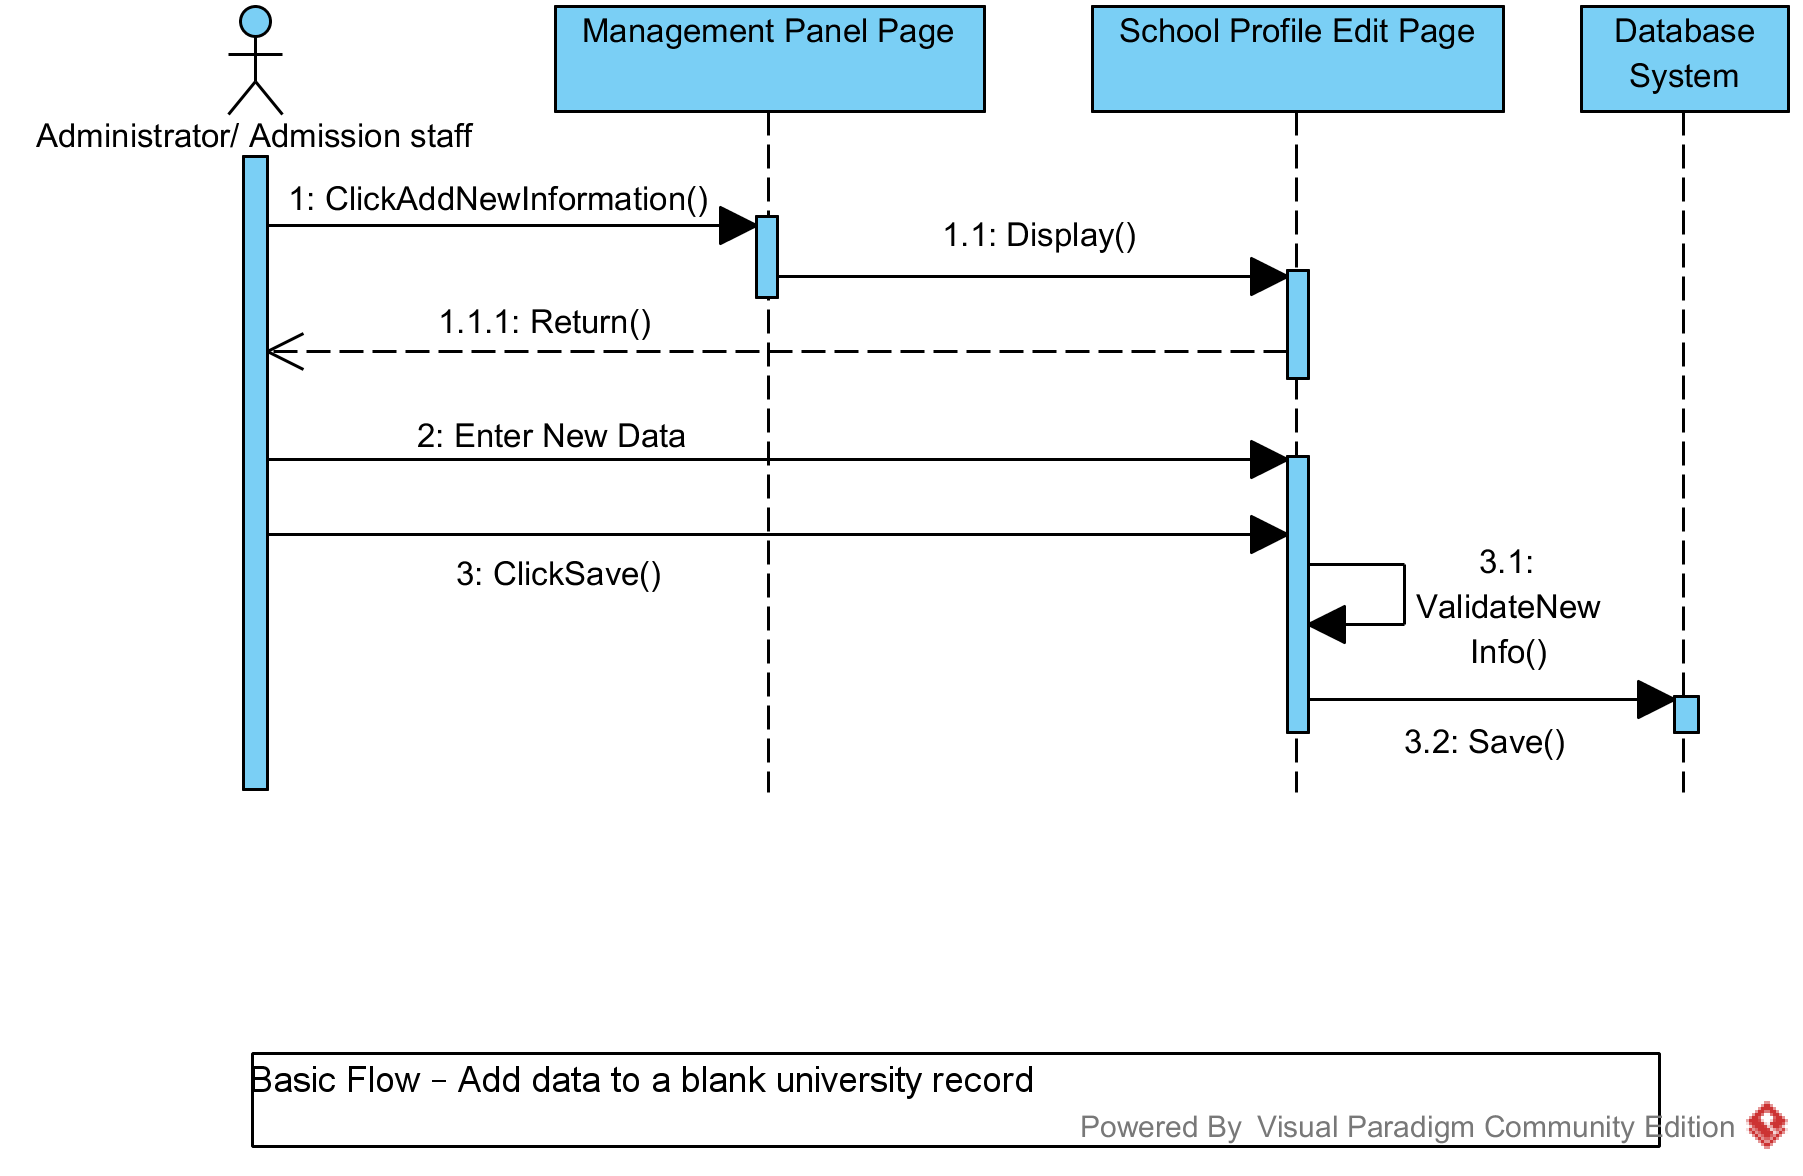 Management Panel Page
School Profile Edit Page
Database
System
Administrator/ Admission staff
1: ClickAddNewInformation()
1.1: Display()
1.1.1: Return()
2: Enter New Data
3: ClickSave()
3.1:
ValidateNew
Info()
3.2: Save()
Basic Flow – Add data to a blank university record
Powered By Visual Paradigm Community Edition